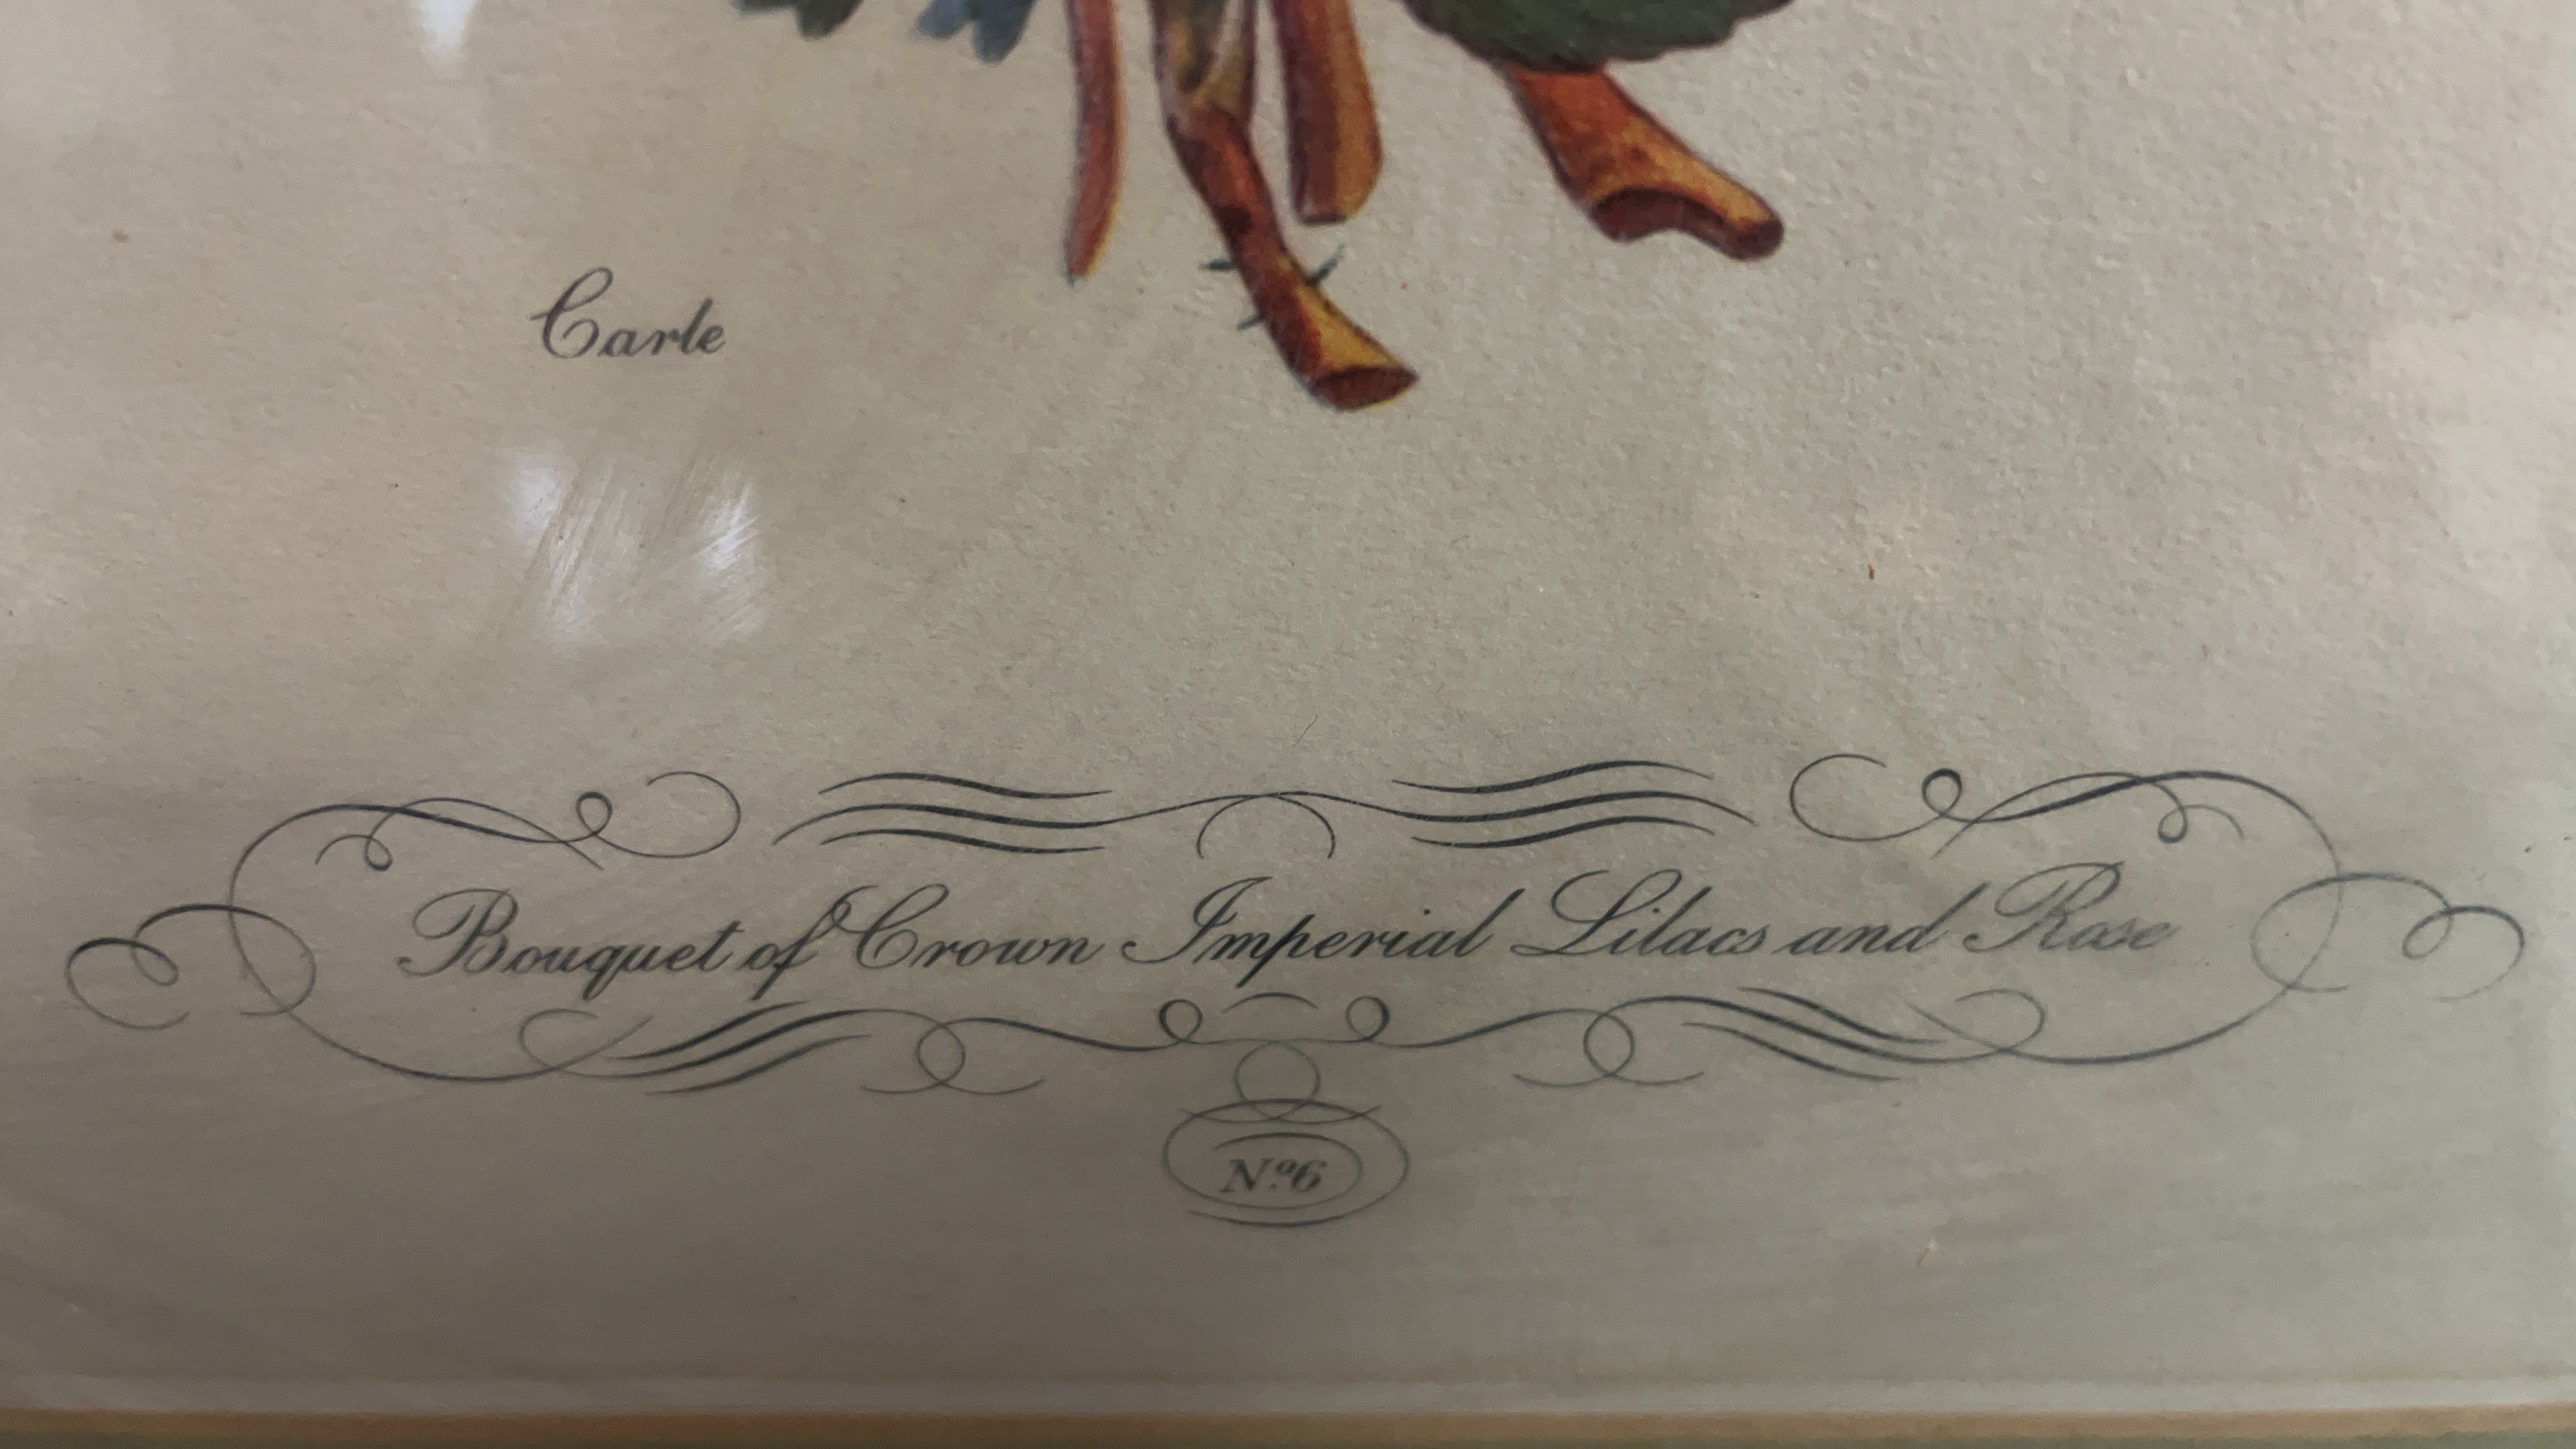 Carle
Bouquet of Crown Imperial Lilacs and Rose
Nº.6